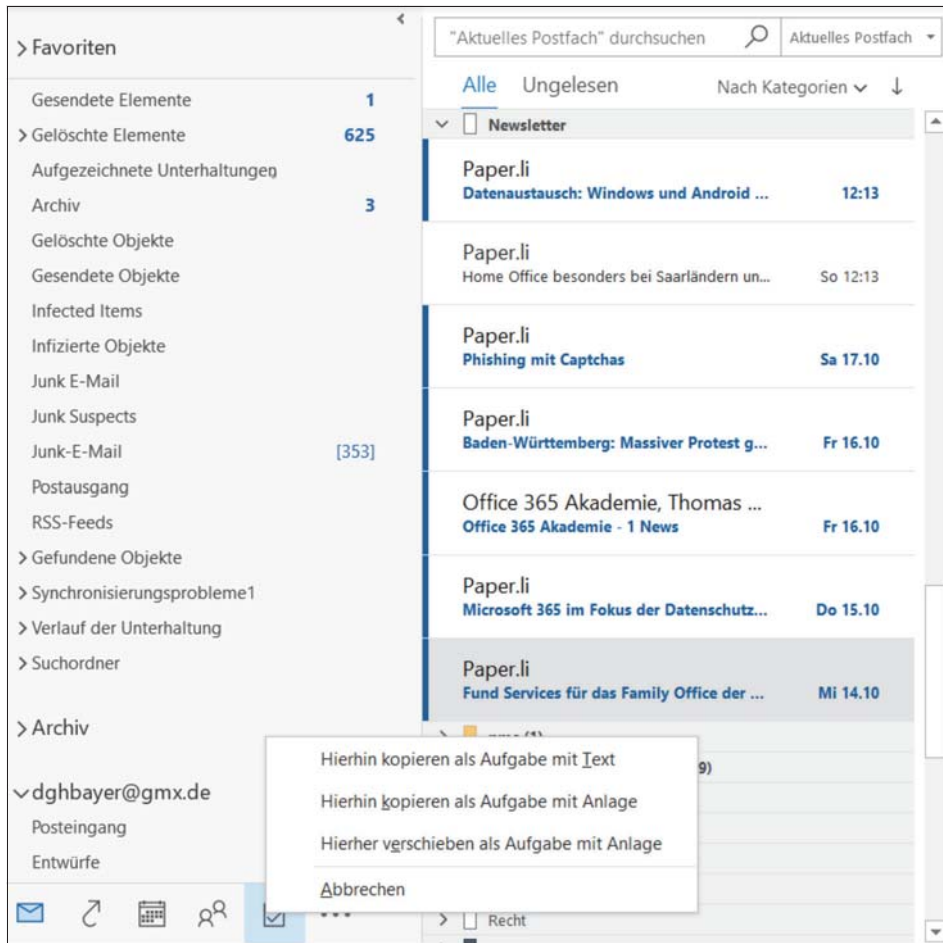 Favoriten
Gesendete Elemente 1
Gelöschte Elemente 625
Aufgezeichnete Unterhaltungen
Archiv 3
Gelöschte Objekte
Gesendete Objekte
Infected Items
Infizierte Objekte
Junk E-Mail
Junk Suspects
Junk-E-Mail [353]
Postausgang
RSS-Feeds
Gefundene Objekte
Synchronisierungsprobleme1
Verlauf der Unterhaltung
Suchordner
Archiv
dghbayer@gmx.de
Posteingang
Entwürfe
"Aktuelles Postfach" durchsuchen Aktuelles Postfach
Alle Ungelesen Nach Kategorien
Newsletter
Paper.li
Datenaustausch: Windows und Android ... 12:13
Paper.li
Home Office besonders bei Saarländern un... So 12:13
Paper.li
Phishing mit Captchas Sa 17.10
Paper.li
Baden-Württemberg: Massiver Protest g... Fr 16.10
Office 365 Akademie, Thomas ...
Office 365 Akademie - 1 News Fr 16.10
Paper.li
Microsoft 365 im Fokus der Datenschutz... Do 15.10
Paper.li
Fund Services für das Family Office der ... Mi 14.10
9)
Hierhin kopieren als Aufgabe mit Text
Hierhin kopieren als Aufgabe mit Anlage
Hierher verschieben als Aufgabe mit Anlage
Abbrechen
Recht